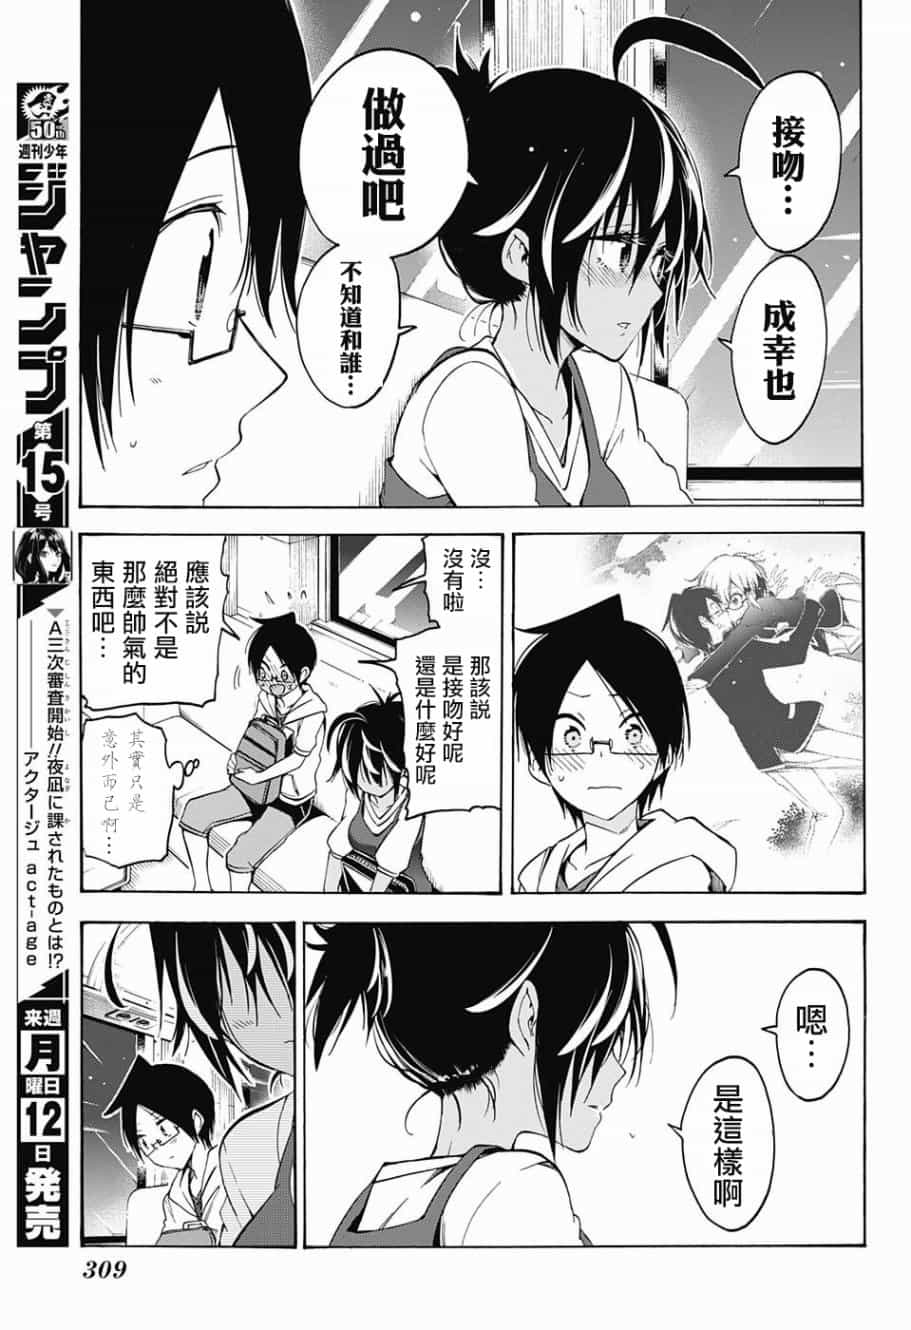 接吻…
成幸也
做過吧
不知道和誰…
沒…
沒有啦
那該說
是接吻好呢
還是什麼好呢
應該說
絕對不是
那麼帥氣的
東西吧…
其實只是
意外而已啊…
嗯…
是這樣啊
50th
週刊少年
ジャンプ
第
15
号
▼A三次審査開始!!夜凪に課されたものとは!?
アクタージュ act-age
来週
月
曜日
12
日
発売
309